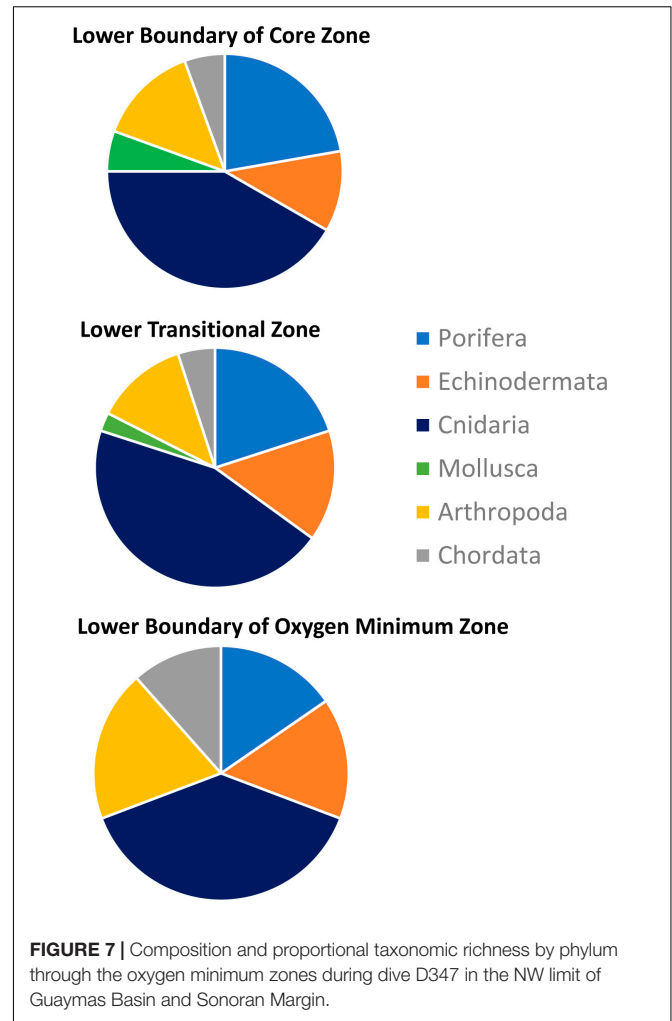 Lower Boundary of Core Zone
Lower Transitional Zone
Porifera
Echinodermata
Cnidaria
Mollusca
Arthropoda
Chordata
Lower Boundary of Oxygen Minimum Zone
FIGURE 7 | Composition and proportional taxonomic richness by phylum
through the oxygen minimum zones during dive D347 in the NW limit of
Guaymas Basin and Sonoran Margin.